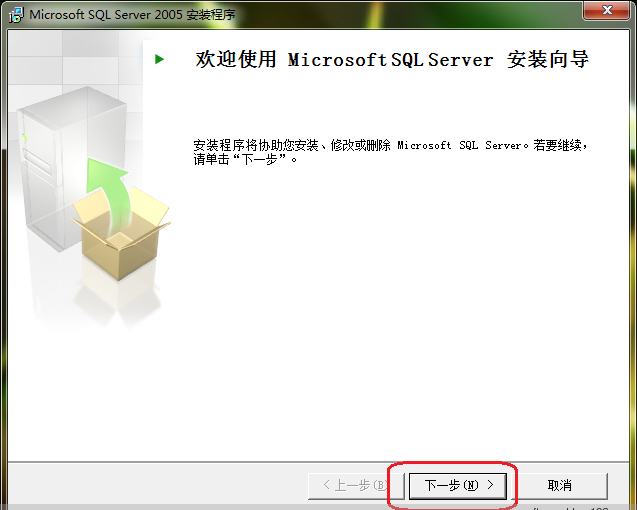 Microsoft SQL Server 2005 安装程序
欢迎使用 Microsoft SQL Server 安装向导
安装程序将协助您安装、修改或删除 Microsoft SQL Server。若要继续，
请单击“下一步”。
< 上一步(B)
下一步(N) >
取消